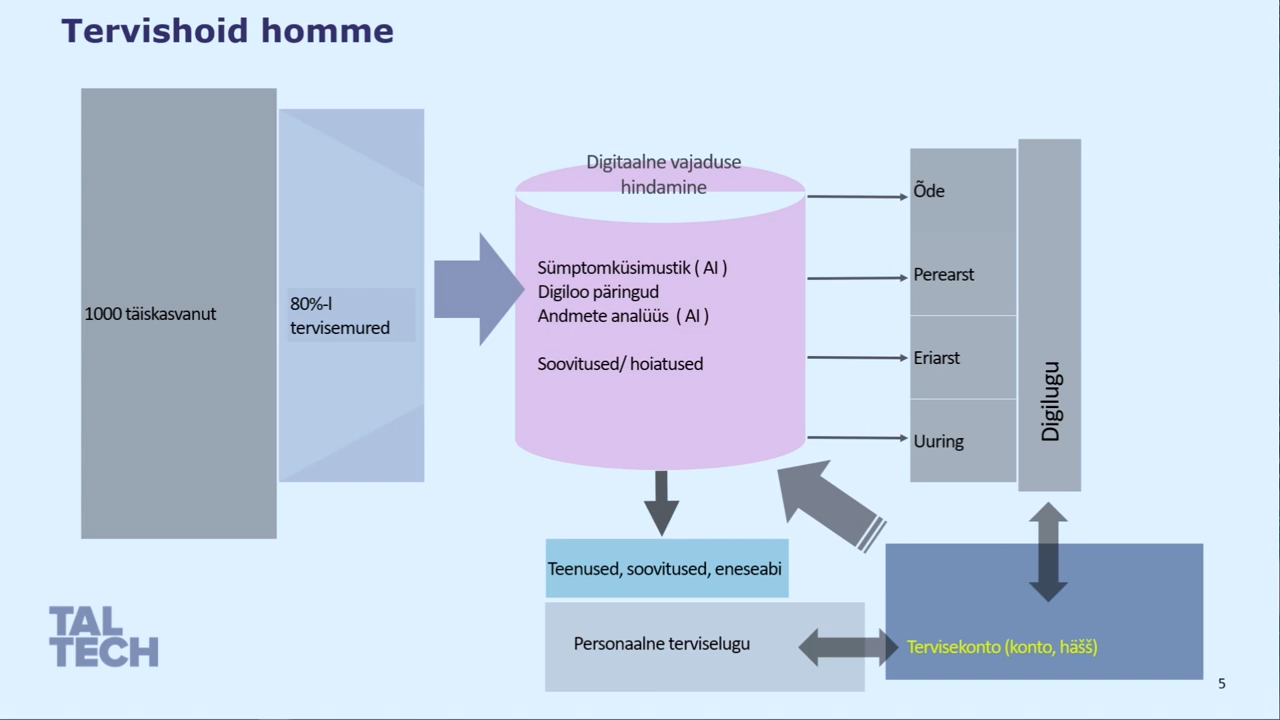 Tervishoid homme
1000 täiskasvanut
80%-l
tervisemured
Digitaalne vajaduse
hindamine
Sümptomküsimustik ( AI )
Digiloo päringud
Andmete analüüs  ( AI )
Soovitused/ hoiatused
Õde
Perearst
Eriarst
Uuring
Digilugu
Teenused, soovitused, eneseabi
Personaalne terviselugu
Tervisekonto (konto, häšš)
TAL
TECH
5